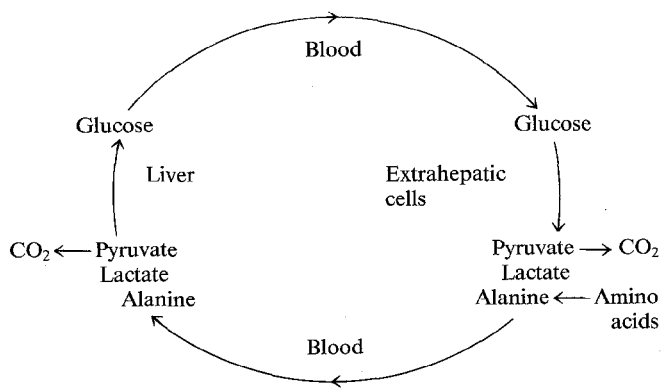 Blood
Glucose
Glucose
Liver
Extrahepatic
cells
CO₂
Pyruvate
Pyruvate
CO₂
Lactate
Lactate
Alanine
Alanine
Amino
acids
Blood